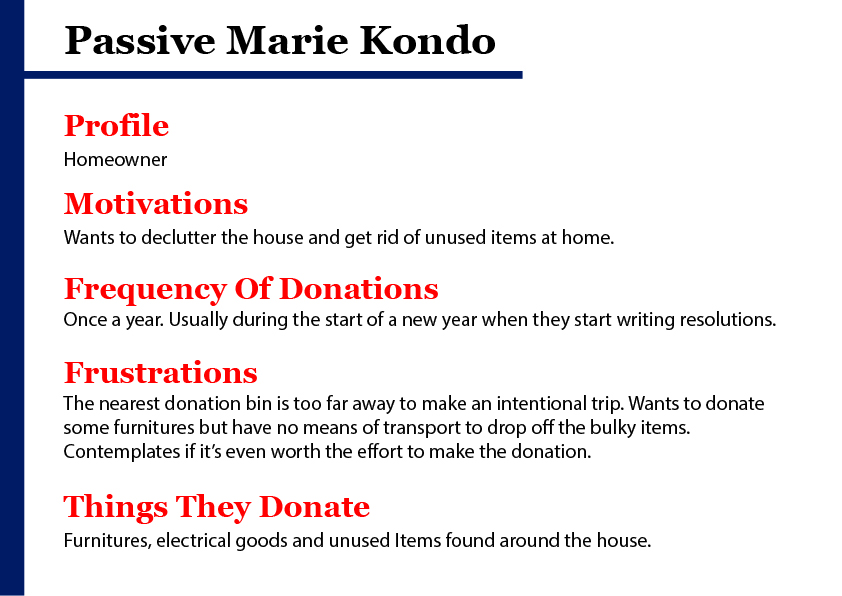 Passive Marie Kondo
Profile
Homeowner
Motivations
Wants to declutter the house and get rid of unused items at home.
Frequency Of Donations
Once a year. Usually during the start of a new year when they start writing resolutions.
Frustrations
The nearest donation bin is too far away to make an intentional trip. Wants to donate
some furnitures but have no means of transport to drop off the bulky items.
Contemplates if it’s even worth the effort to make the donation.
Things They Donate
Furnitures, electrical goods and unused Items found around the house.